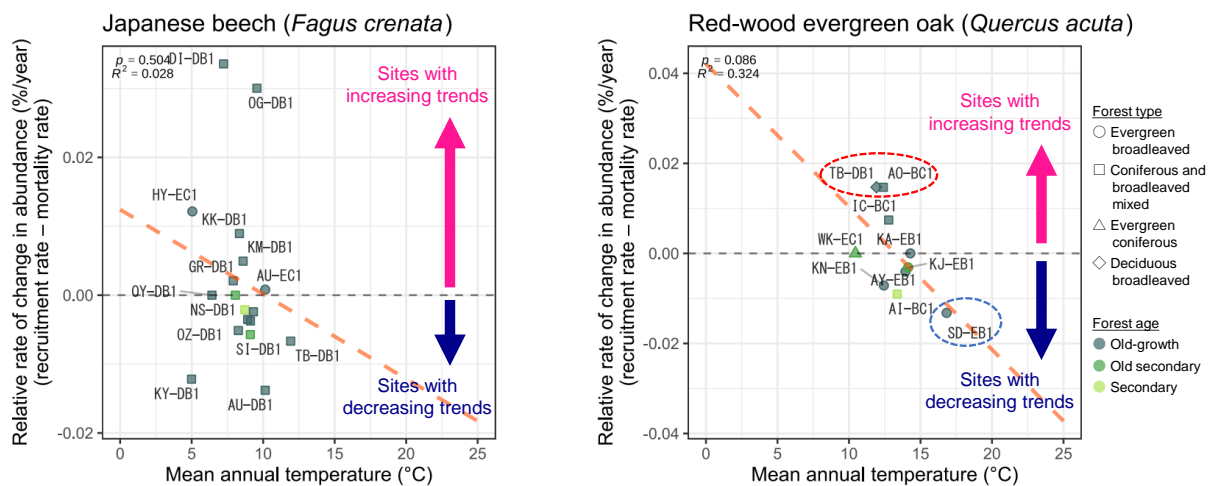 Japanese beech (Fagus crenata)
Relative rate of change in abundance (%/year)
(recruitment rate – mortality rate)
p = 0.504
R² = 0.028
DI-DB1
OG-DB1
Sites with
increasing trends
0.02
HY-EC1
KK-DB1
KM-DB1
GR-DB1
AU-EC1
0.00
OY-DB1
NS-DB1
OZ-DB1
SI-DB1
TB-DB1
KY-DB1
AU-DB1
Sites with
decreasing trends
-0.02
0 5 10 15 20 25
Mean annual temperature (°C)
Red-wood evergreen oak (Quercus acuta)
Relative rate of change in abundance (%/year)
(recruitment rate – mortality rate)
p = 0.086
R² = 0.324
0.04
Sites with
increasing trends
0.02
TB-DB1 AO-BC1
IC-BC1
WK-EC1 KA-EB1
0.00
KN-EB1 KJ-EB1
AY-EB1
AI-BC1
SD-EB1
-0.02
Sites with
decreasing trends
-0.04
0 5 10 15 20 25
Mean annual temperature (°C)
Forest type
Evergreen
broadleaved
Coniferous and
broadleaved
mixed
Evergreen
coniferous
Deciduous
broadleaved
Forest age
Old-growth
Old secondary
Secondary